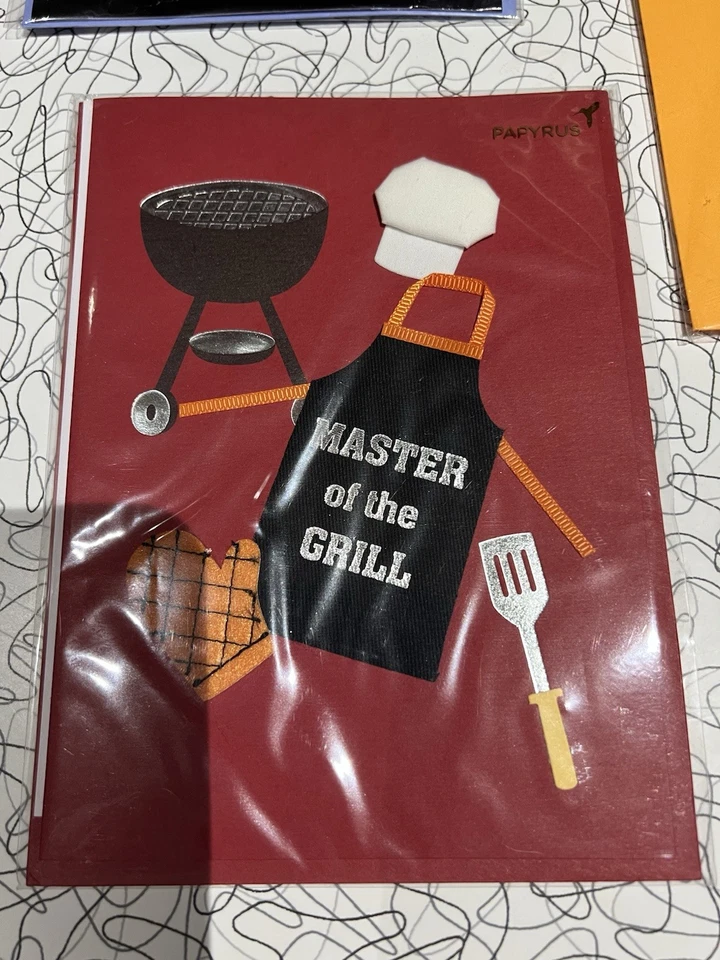 PAPYRUS
MASTER
of the
GRILL